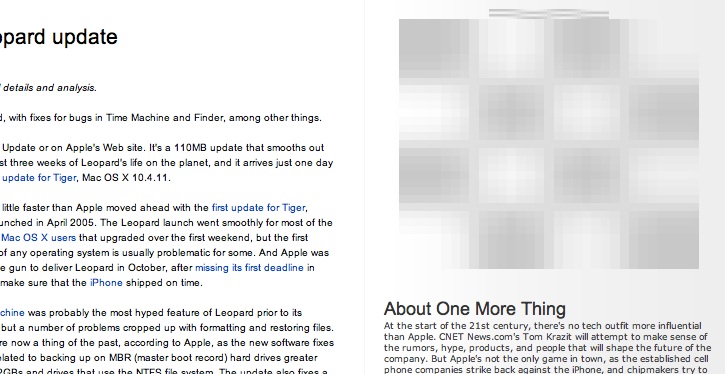 opard update
details and analysis.
d, with fixes for bugs in Time Machine and Finder, among other things.
Update or on Apple's Web site. It's a 110MB update that smooths out
st three weeks of Leopard's life on the planet, and it arrives just one day
update for Tiger, Mac OS X 10.4.11.
little faster than Apple moved ahead with the first update for Tiger,
unched in April 2005. The Leopard launch went smoothly for most of the
Mac OS X users that upgraded over the first weekend, but the first
of any operating system is usually problematic for some. And Apple was
e gun to deliver Leopard in October, after missing its first deadline in
make sure that the iPhone shipped on time.
chine was probably the most hyped feature of Leopard prior to its
but a number of problems cropped up with formatting and restoring files.
re now a thing of the past, according to Apple, as the new software fixes
elated to backing up on MBR (master boot record) hard drives greater
2GBs and drives that use the NTFS file system. The update also fixes a
About One More Thing
At the start of the 21st century, there's no tech outfit more influential
than Apple. CNET News.com's Tom Krazit will attempt to make sense of
the rumors, hype, products, and people that will shape the future of the
company. But Apple's not the only game in town, as the established cell
phone companies strike back against the iPhone, and chipmakers try to